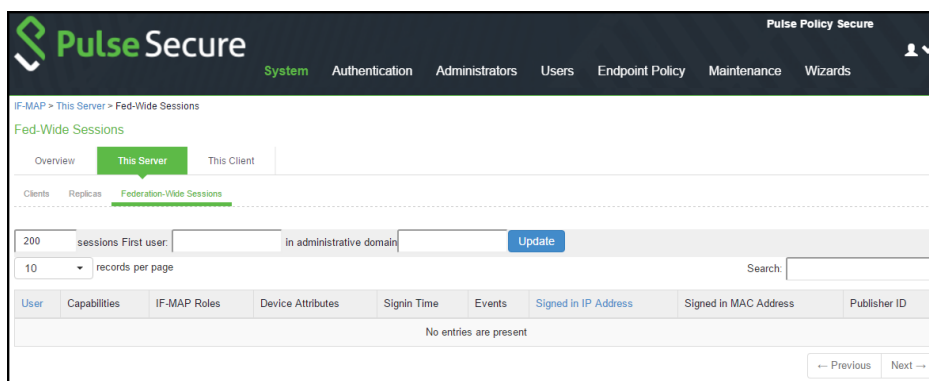 Pulse Secure
Pulse Policy Secure
System Authentication Administrators Users Endpoint Policy Maintenance Wizards
IF-MAP > This Server > Fed-Wide Sessions
Fed-Wide Sessions
Overview This Server This Client
Clients Replicas Federation-Wide Sessions
200 sessions First user: in administrative domain Update
10 records per page Search:
User Capabilities IF-MAP Roles Device Attributes Signin Time Events Signed in IP Address Signed in MAC Address Publisher ID
No entries are present
← Previous Next →